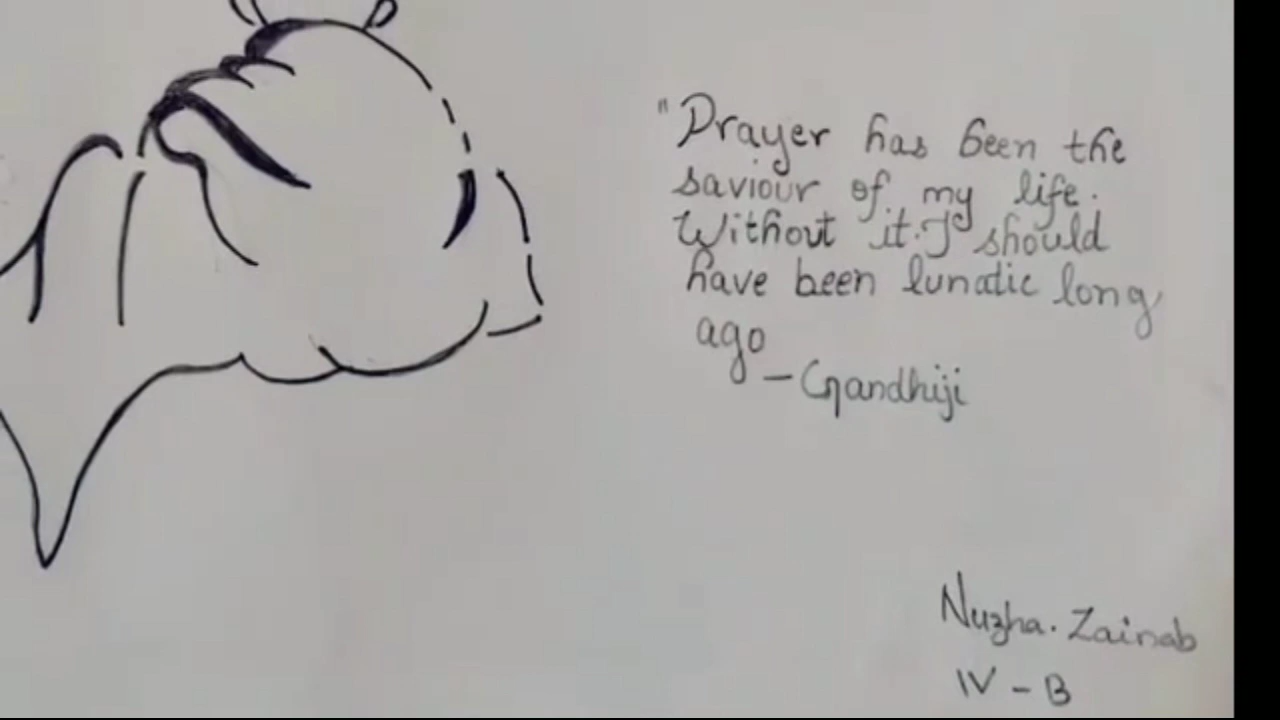 "Prayer has been the
saviour of my life.
Without it. I should
have been lunatic long,
ago
– Gandhiji
Nuzha. Zainab
IV – B